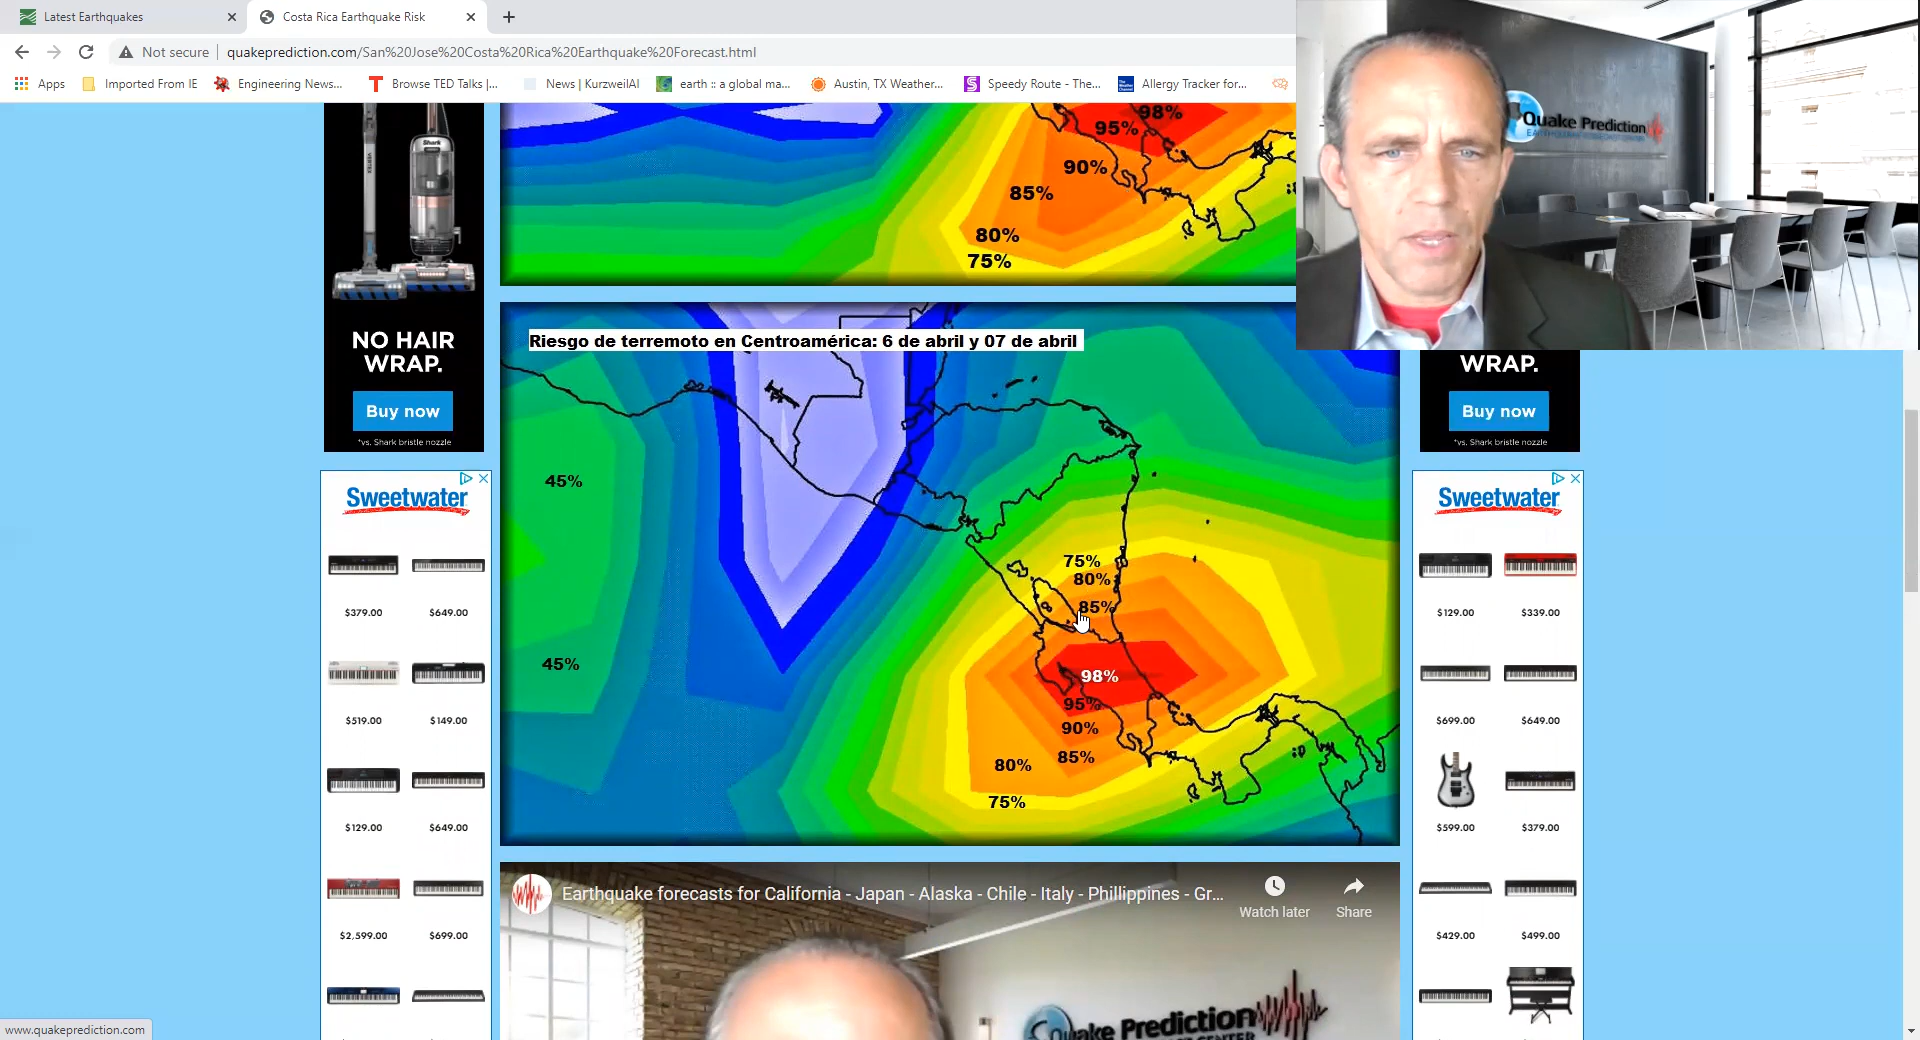 Latest Earthquakes
Costa Rica Earthquake Risk
Not secure
quakeprediction.com/San%20Jose%20Costa%20Rica%20Earthquake%20Forecast.html
Apps
Imported From IE
Engineering News...
Browse TED Talks |...
News | KurzweilAI
earth :: a global ma...
Austin, TX Weather...
Speedy Route - The...
Allergy Tracker for...
Quake Prediction
Shark
NO HAIR
WRAP.
Buy now
*vs. Shark bristle nozzle
98%
95%
90%
85%
80%
75%
Riesgo de terremoto en Centroamérica: 6 de abril y 07 de abril
45%
45%
75%
80%
85%
98%
95%
90%
85%
80%
75%
WRAP.
Buy now
*vs. Shark bristle nozzle
Sweetwater
$379.00 $649.00
$519.00 $149.00
$129.00 $649.00
$2,599.00 $699.00
Sweetwater
$129.00 $339.00
$699.00 $649.00
$599.00 $379.00
$429.00 $499.00
Earthquake forecasts for California - Japan - Alaska - Chile - Italy - Phillippines - Gr...
Watch later
Share
Quake Prediction
www.quakeprediction.com